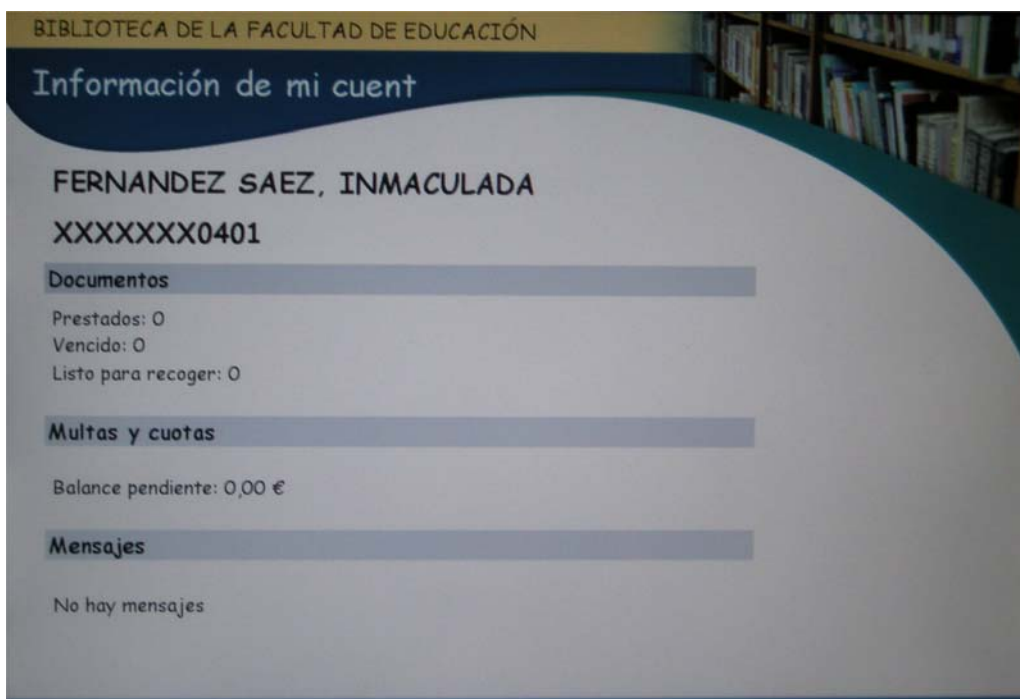 BIBLIOTECA DE LA FACULTAD DE EDUCACIÓN
Información de mi cuent
FERNANDEZ SAEZ, INMACULADA
XXXXXXX0401
Documentos
Prestados: 0
Vencido: 0
Listo para recoger: 0
Multas y cuotas
Balance pendiente: 0,00 €
Mensajes
No hay mensajes